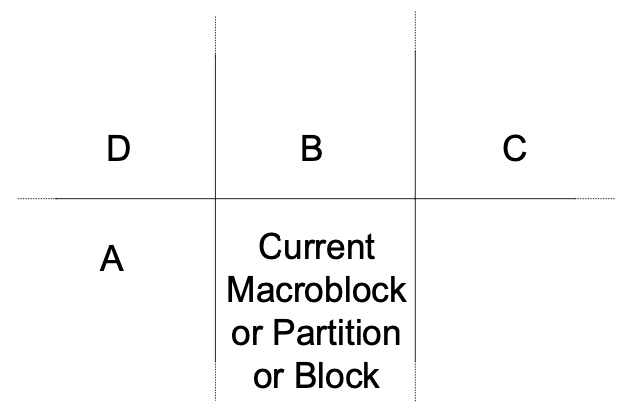 D B C
A
Current
Macroblock
or Partition
or Block